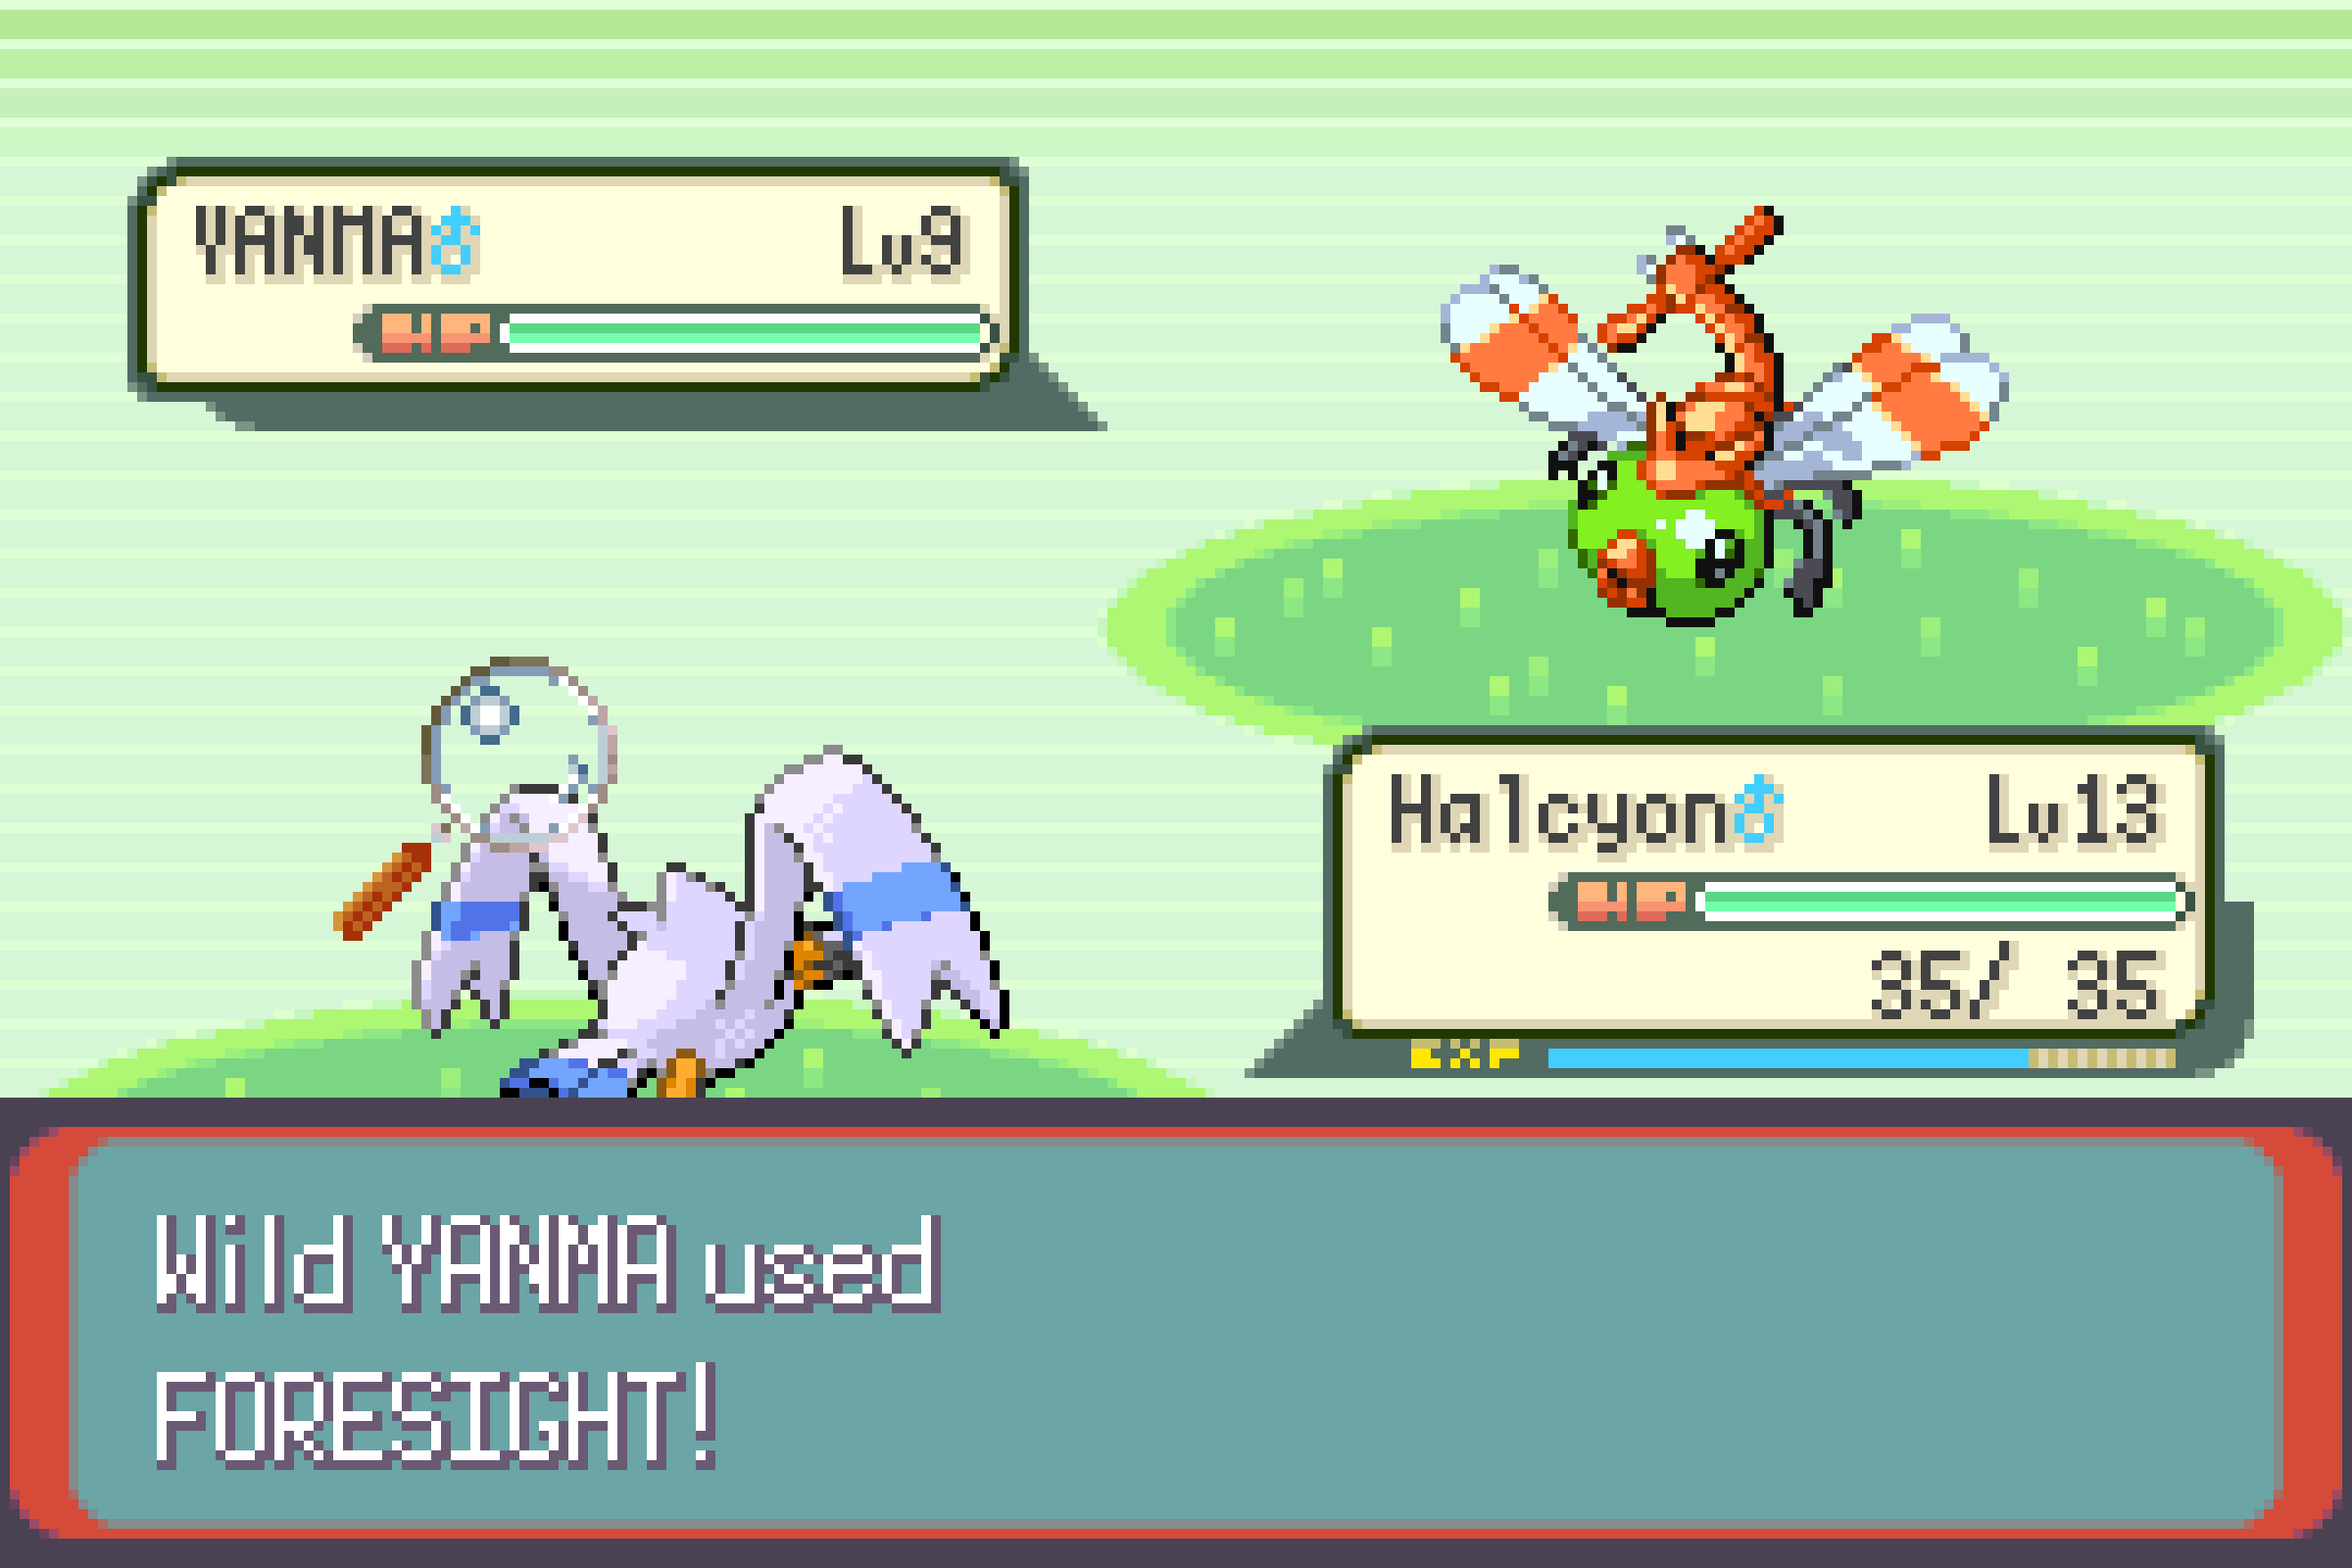 YANMA♂ Lv9
HP
Halcyon♂ Lv13
HP
35/ 35
EXP
Wild YANMA used
FORESIGHT!